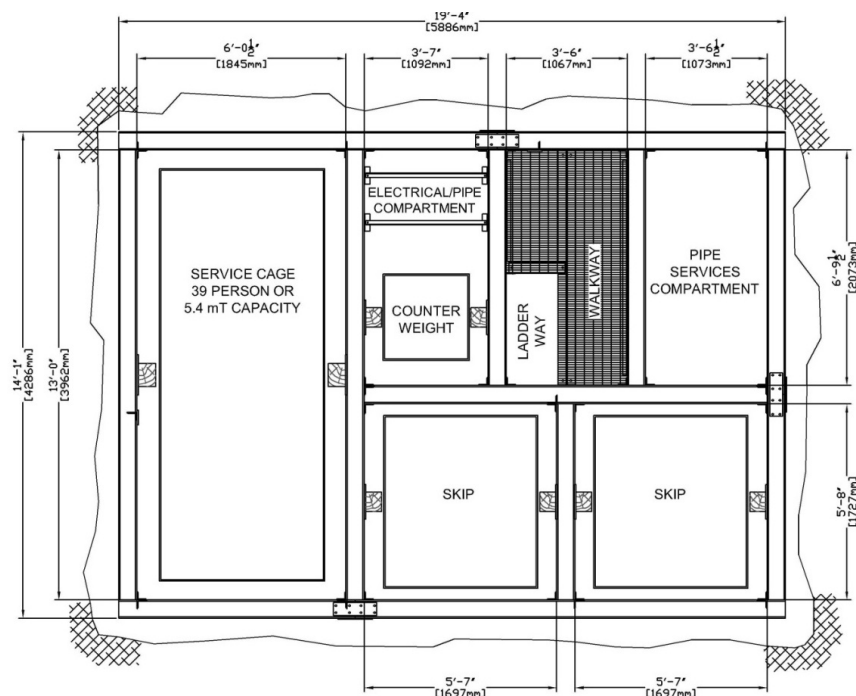 19'-4"
[5886mm]
6'-0½"
[1845mm]
3'-7"
[1092mm]
3'-6"
[1067mm]
3'-6½"
[1073mm]
ELECTRICAL/PIPE
COMPARTMENT
SERVICE CAGE
39 PERSON OR
5.4 mT CAPACITY
COUNTER
WEIGHT
LADDER
WAY
WALKWAY
PIPE
SERVICES
COMPARTMENT
6'-9½"
[2073mm]
14'-1"
[4286mm]
13'-0"
[3962mm]
SKIP
SKIP
5'-8"
[1727mm]
5'-7"
[1697mm]
5'-7"
[1697mm]